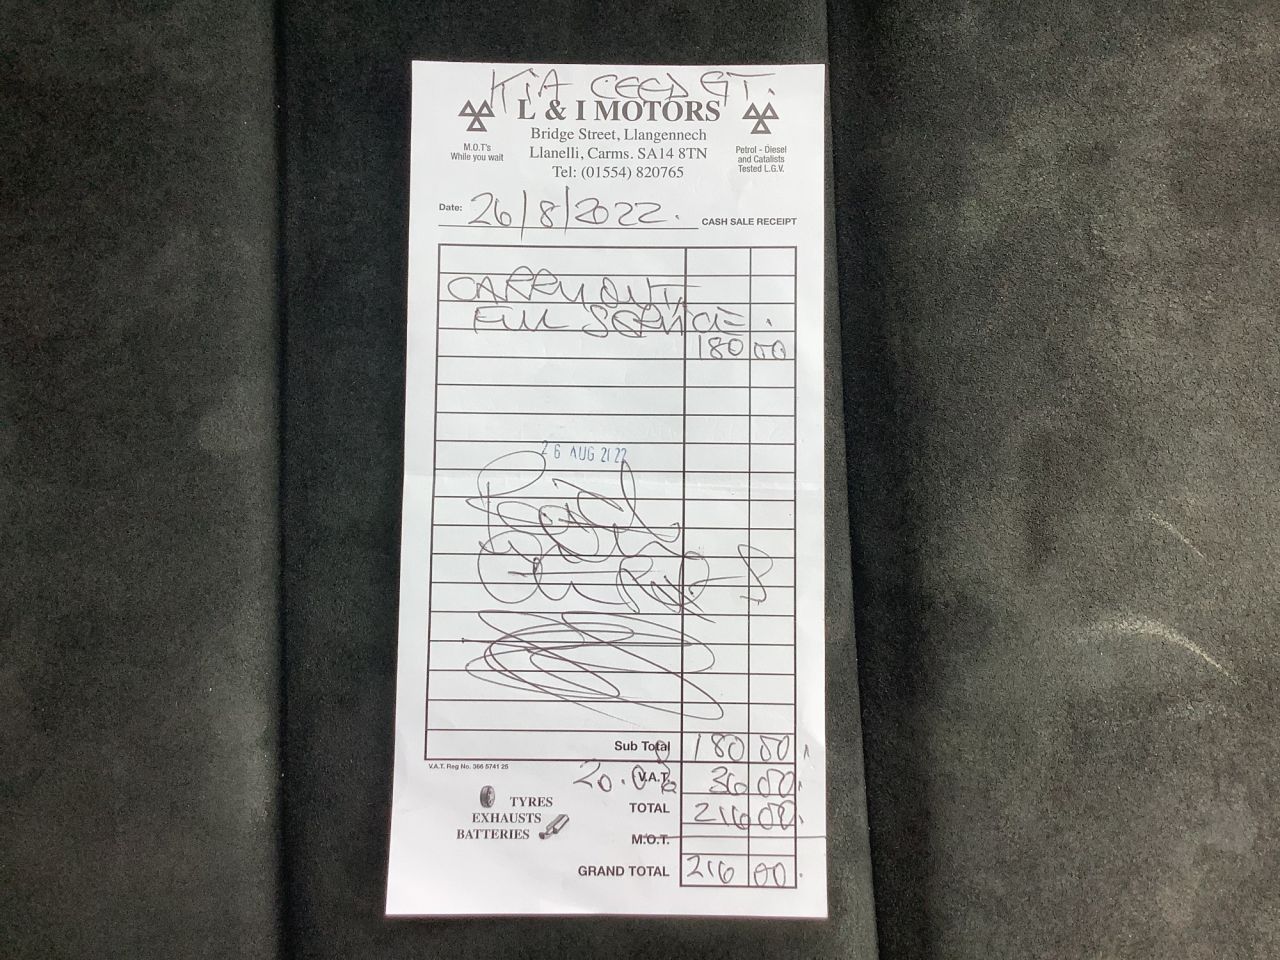 KIA CEED GT.
L & I MOTORS
Bridge Street, Llangennech
Llanelli, Carms. SA14 8TN
Tel: (01554) 820765
M.O.T's
While you wait
Petrol - Diesel
and Catalists
Tested L.G.V.
Date: 26/8/2022.
CASH SALE RECEIPT
CARRY OUT
FULL SERVICE.
180 00
26 AUG 2122
Sub Total 180 00
V.A.T. Reg No. 366 5741 25
V.A.T. 36 00
TOTAL 216 00
M.O.T.
GRAND TOTAL 216 00.
TYRES
EXHAUSTS
BATTERIES